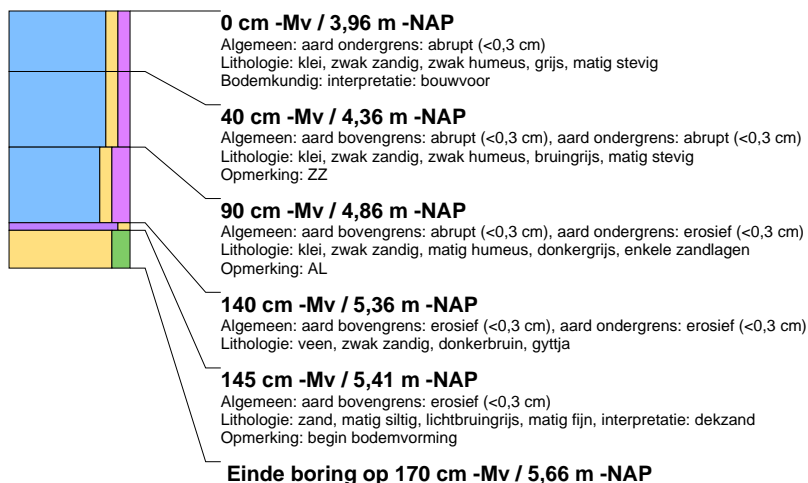 0 cm -Mv / 3,96 m -NAP
Algemeen: aard ondergrens: abrupt (<0,3 cm)
Lithologie: klei, zwak zandig, zwak humeus, grijs, matig stevig
Bodemkundig: interpretatie: bouwvoor
40 cm -Mv / 4,36 m -NAP
Algemeen: aard bovengrens: abrupt (<0,3 cm), aard ondergrens: abrupt (<0,3 cm)
Lithologie: klei, zwak zandig, zwak humeus, bruingrijs, matig stevig
Opmerking: ZZ
90 cm -Mv / 4,86 m -NAP
Algemeen: aard bovengrens: abrupt (<0,3 cm), aard ondergrens: erosief (<0,3 cm)
Lithologie: klei, zwak zandig, matig humeus, donkergrijs, enkele zandlagen
Opmerking: AL
140 cm -Mv / 5,36 m -NAP
Algemeen: aard bovengrens: erosief (<0,3 cm), aard ondergrens: erosief (<0,3 cm)
Lithologie: veen, zwak zandig, donkerbruin, gyttja
145 cm -Mv / 5,41 m -NAP
Algemeen: aard bovengrens: erosief (<0,3 cm)
Lithologie: zand, matig siltig, lichtbruingrijs, matig fijn, interpretatie: dekzand
Opmerking: begin bodemvorming
Einde boring op 170 cm -Mv / 5,66 m -NAP